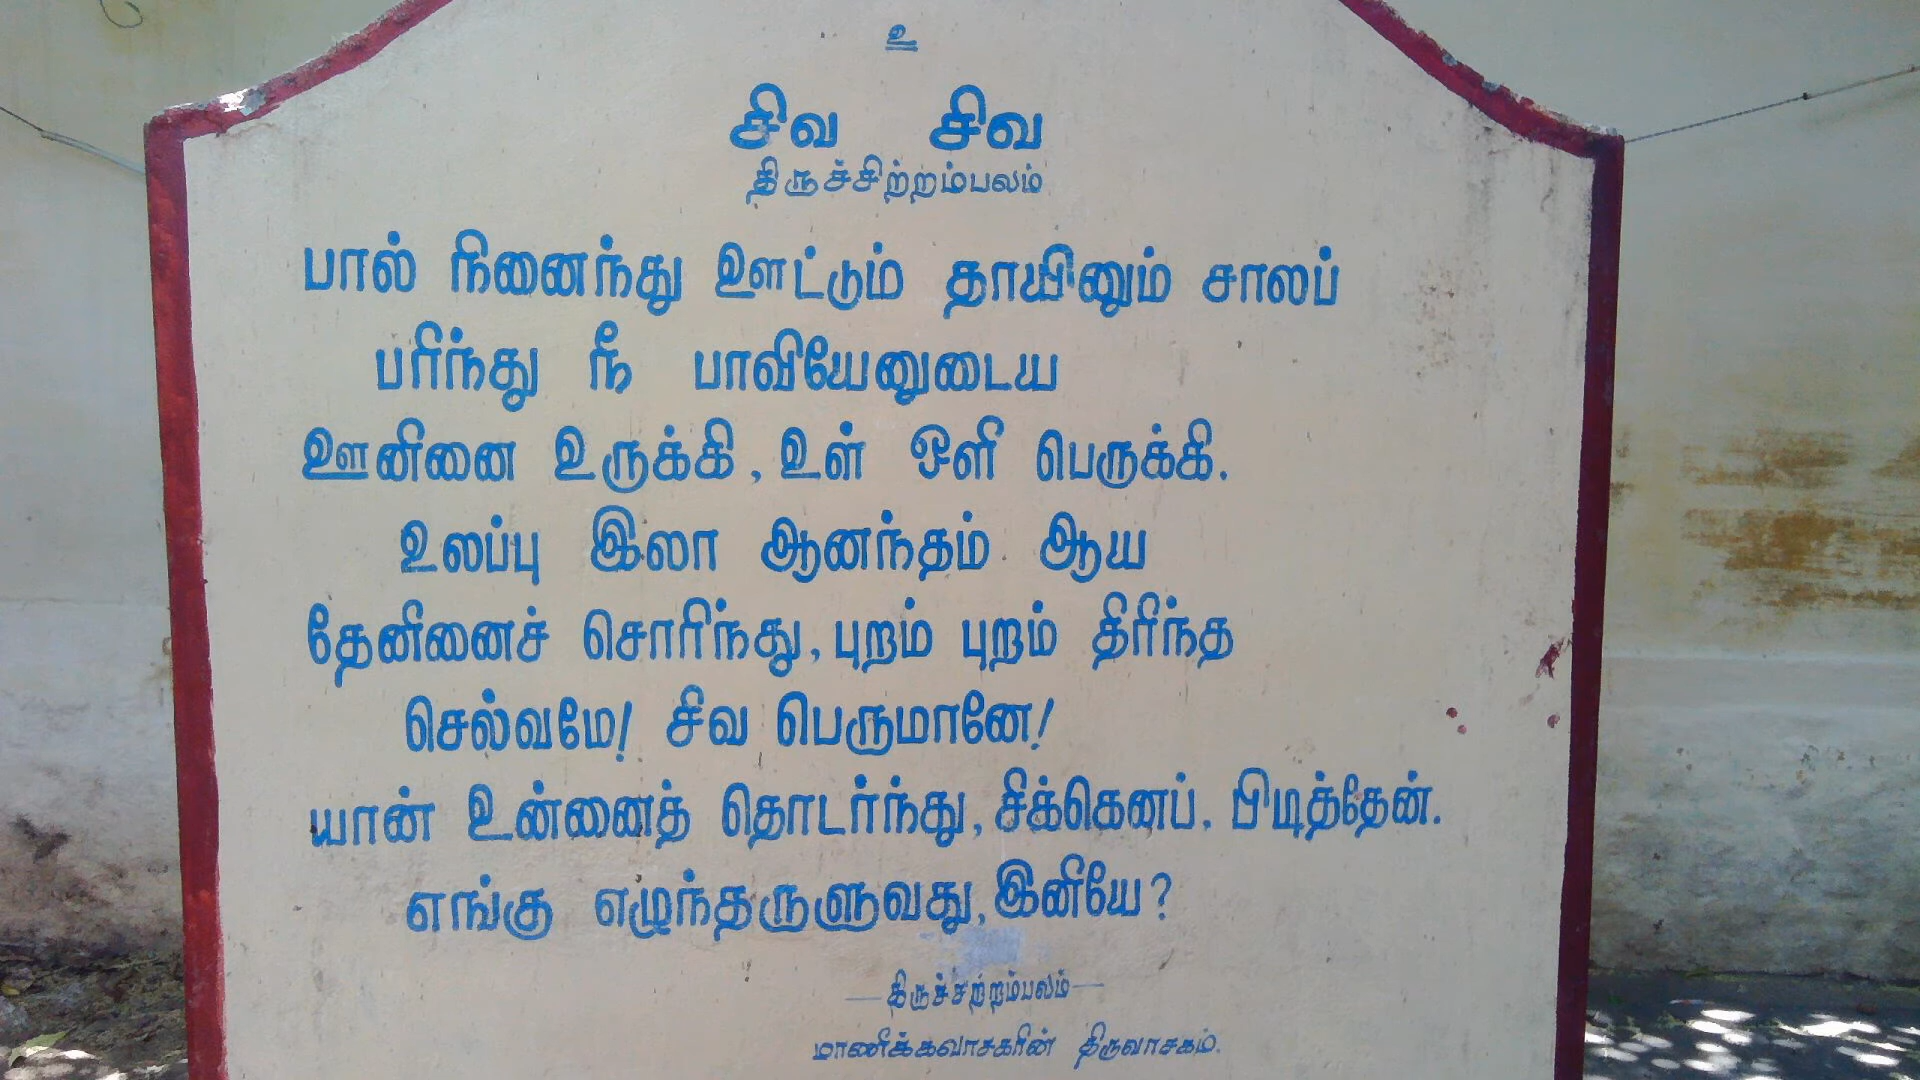 உ
சிவ சிவ
திருச்சிற்றம்பலம்
பால் நினைந்து ஊட்டும் தாயினும் சாலப்
பரிந்து நீ பாவியேனுடைய
ஊனினை உருக்கி, உள் ஒளி பெருக்கி.
உலப்பு இலா ஆனந்தம் ஆய
தேனினைச் சொரிந்து, புறம் புறம் திரிந்த
செல்வமே! சிவ பெருமானே!
யான் உன்னைத் தொடர்ந்து, சிக்கெனப். பிடித்தேன்.
எங்கு எழுந்தருளுவது, இனியே?
—திருச்சிற்றம்பலம்—
மாணிக்கவாசகரின் திருவாசகம்.